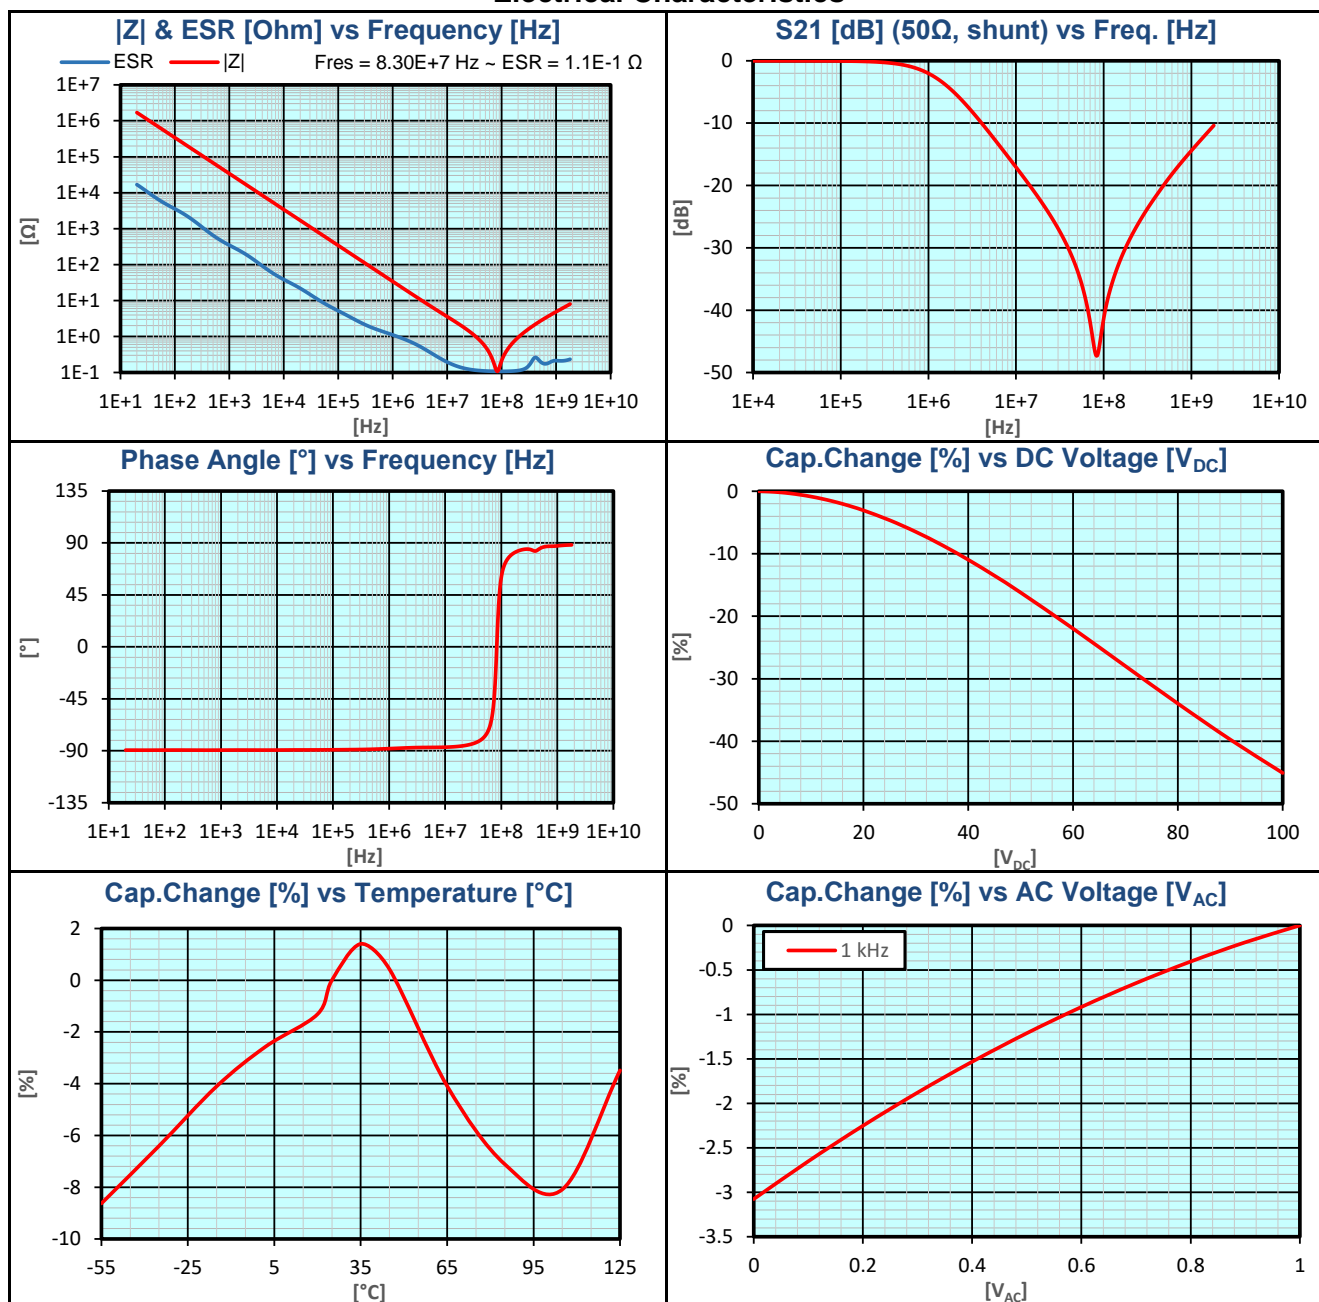 |Z| & ESR [Ohm] vs Frequency [Hz]
ESR |Z| Fres = 8.30E+7 Hz ~ ESR = 1.1E-1 Ω
1E+7
1E+6
1E+5
1E+4
1E+3
1E+2
1E+1
1E+0
1E-1
[Ω]
1E+1 1E+2 1E+3 1E+4 1E+5 1E+6 1E+7 1E+8 1E+9 1E+10
[Hz]
S21 [dB] (50Ω, shunt) vs Freq. [Hz]
0
-10
-20
-30
-40
-50
[dB]
1E+4 1E+5 1E+6 1E+7 1E+8 1E+9 1E+10
[Hz]
Phase Angle [°] vs Frequency [Hz]
135
90
45
0
-45
-90
-135
[°]
1E+1 1E+2 1E+3 1E+4 1E+5 1E+6 1E+7 1E+8 1E+9 1E+10
[Hz]
Cap.Change [%] vs DC Voltage [VDC]
0
-10
-20
-30
-40
-50
[%]
0 20 40 60 80 100
[VDC]
Cap.Change [%] vs Temperature [°C]
2
0
-2
-4
-6
-8
-10
[%]
-55 -25 5 35 65 95 125
[°C]
Cap.Change [%] vs AC Voltage [VAC]
1 kHz
0
-0.5
-1
-1.5
-2
-2.5
-3
-3.5
[%]
0 0.2 0.4 0.6 0.8 1
[VAC]